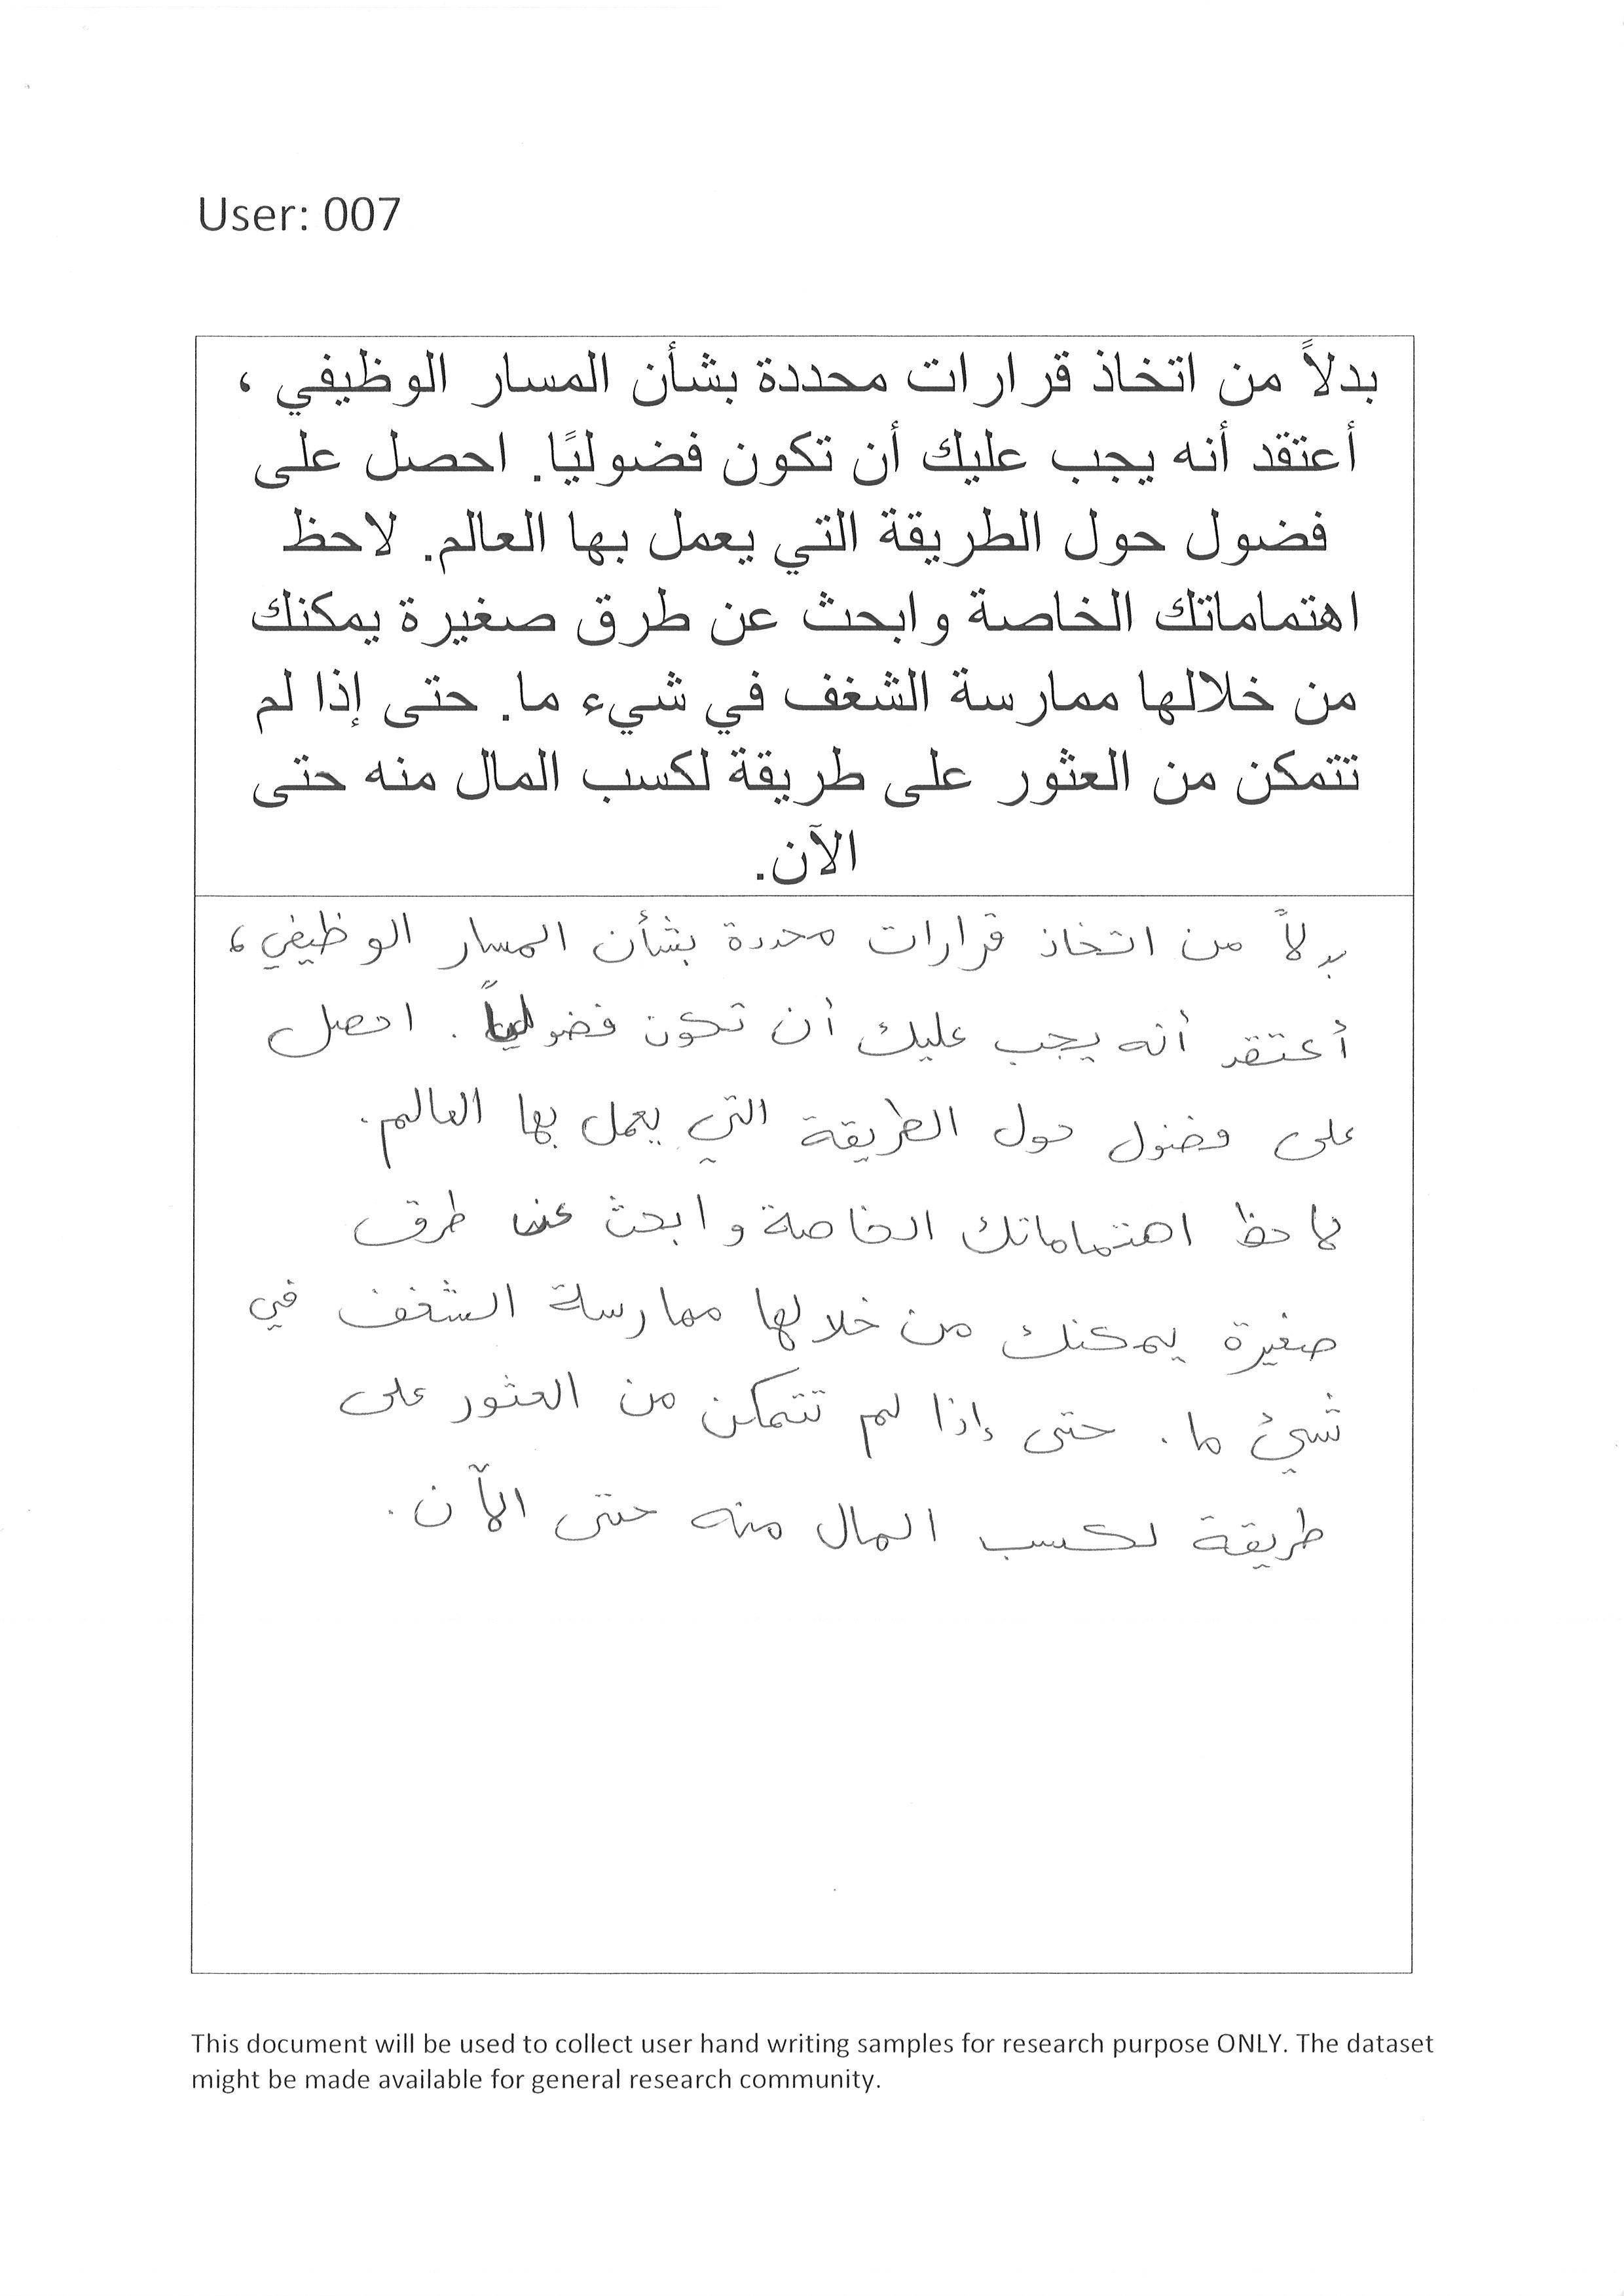 User: 007
بدلاً من اتخاذ قرارات محددة بشأن المسار الوظيفي ،
أعتقد أنه يجب عليك أن تكون فضوليًا. احصل على
فضول حول الطريقة التي يعمل بها العالم. لاحظ
اهتماماتك الخاصة وابحث عن طرق صغيرة يمكنك
من خلالها ممارسة الشغف في شيء ما. حتى إذا لم
تتمكن من العثور على طريقة لكسب المال منه حتى
الآن.
بدلاً من اتخاذ قرارات محددة بشأن المسار الوظيفي،
أعتقد أنه يجب عليك أن تكون فضولياً. احصل
على فضول حول الطريقة التي يعمل بها العالم.
لاحظ اهتماماتك الخاصة وابحث عن طرق
صغيرة يمكنك من خلالها ممارسة الشغف في
شيئ ما. حتى إذا لم تتمكن من العثور على
طريقة لكسب المال منه حتى الآن.
This document will be used to collect user hand writing samples for research purpose ONLY. The dataset
might be made available for general research community.